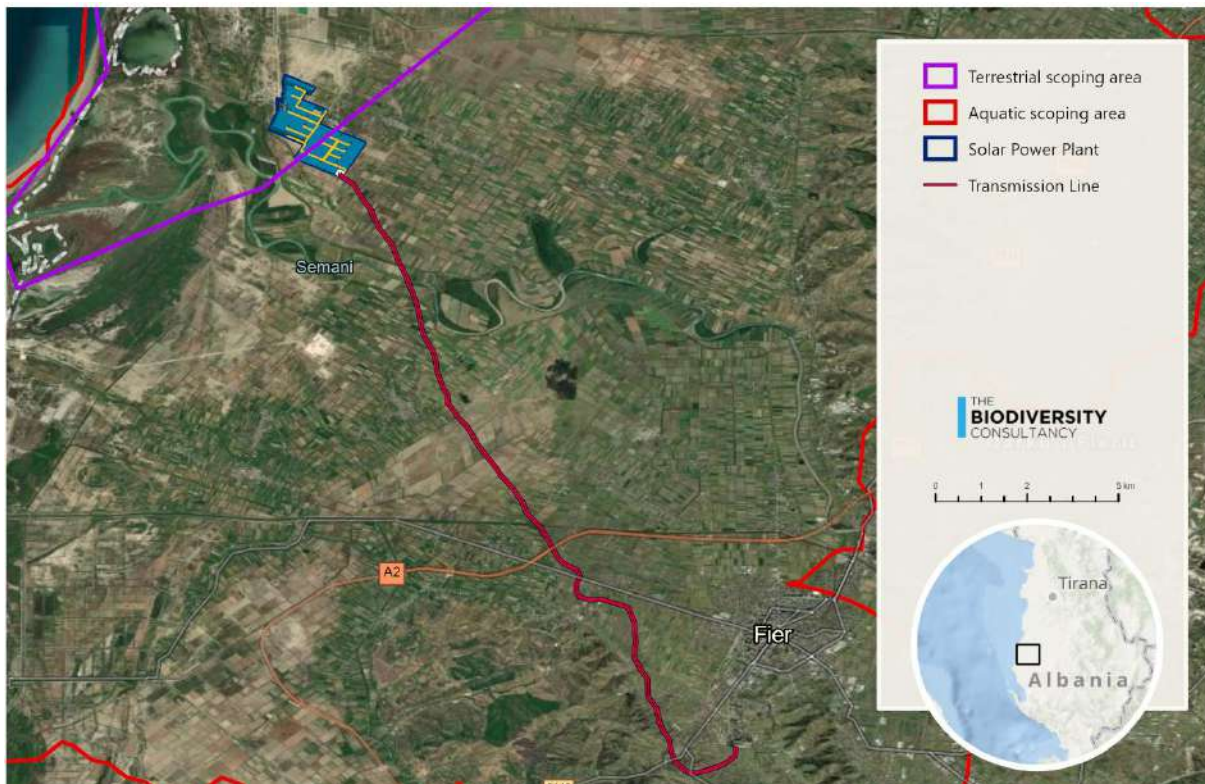 Terrestrial scoping area
Aquatic scoping area
Solar Power Plant
Transmission Line
THE
BIODIVERSITY
CONSULTANCY
0 1 2 5 km
Tirana
Albania
Semani
A2
Fier